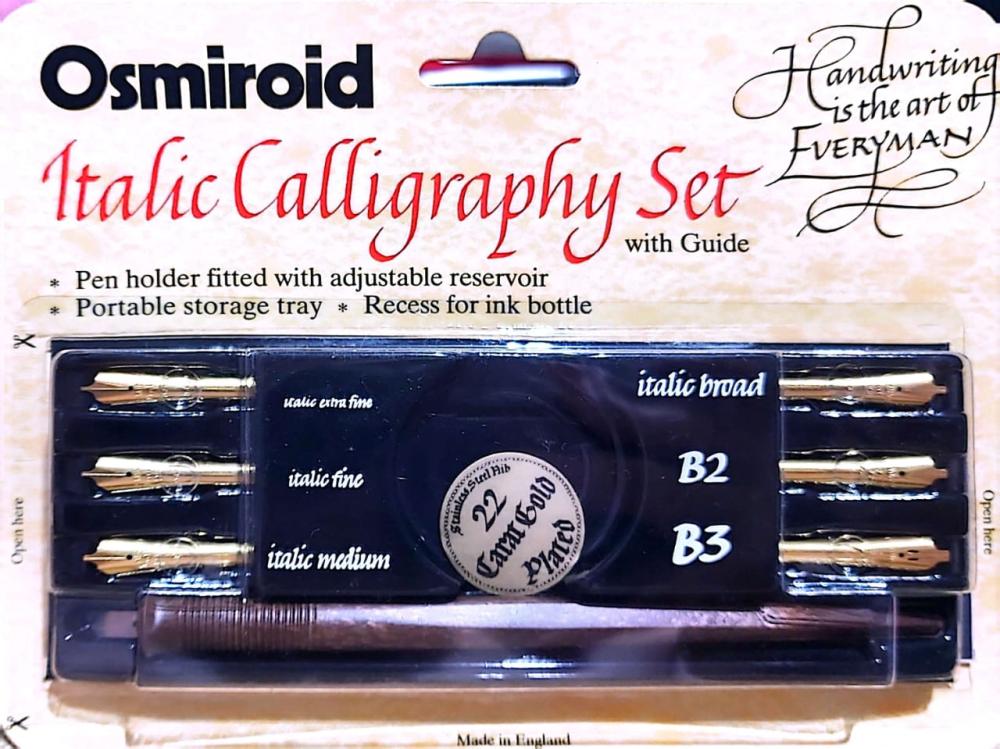 Osmiroid
Handwriting
is the art of
EVERYMAN
Italic Calligraphy Set
with Guide
* Pen holder fitted with adjustable reservoir
* Portable storage tray * Recess for ink bottle
italic extra fine
italic broad
italic fine
B2
italic medium
B3
Stainless Steel Nib
22
Carat Gold
Plated
Open here
Open here
Made in England